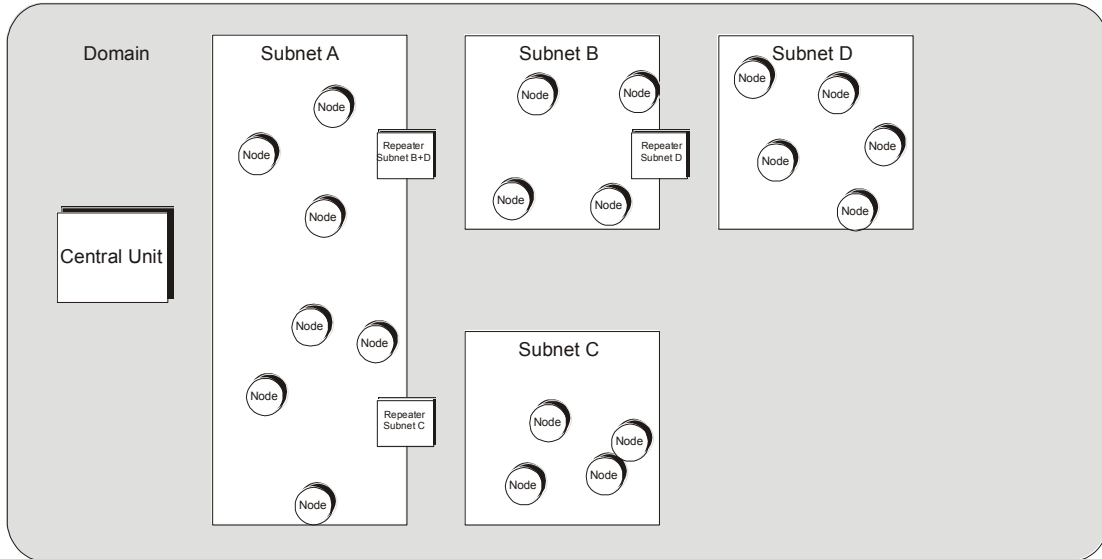 Domain
Subnet A
Subnet B
Subnet D
Node
Node
Node
Node
Node
Node
Node
Repeater
Subnet B+D
Repeater
Subnet C
Node
Node
Node
Node
Repeater
Subnet D
Node
Node
Node
Node
Node
Central Unit
Subnet C
Node
Node
Node
Node